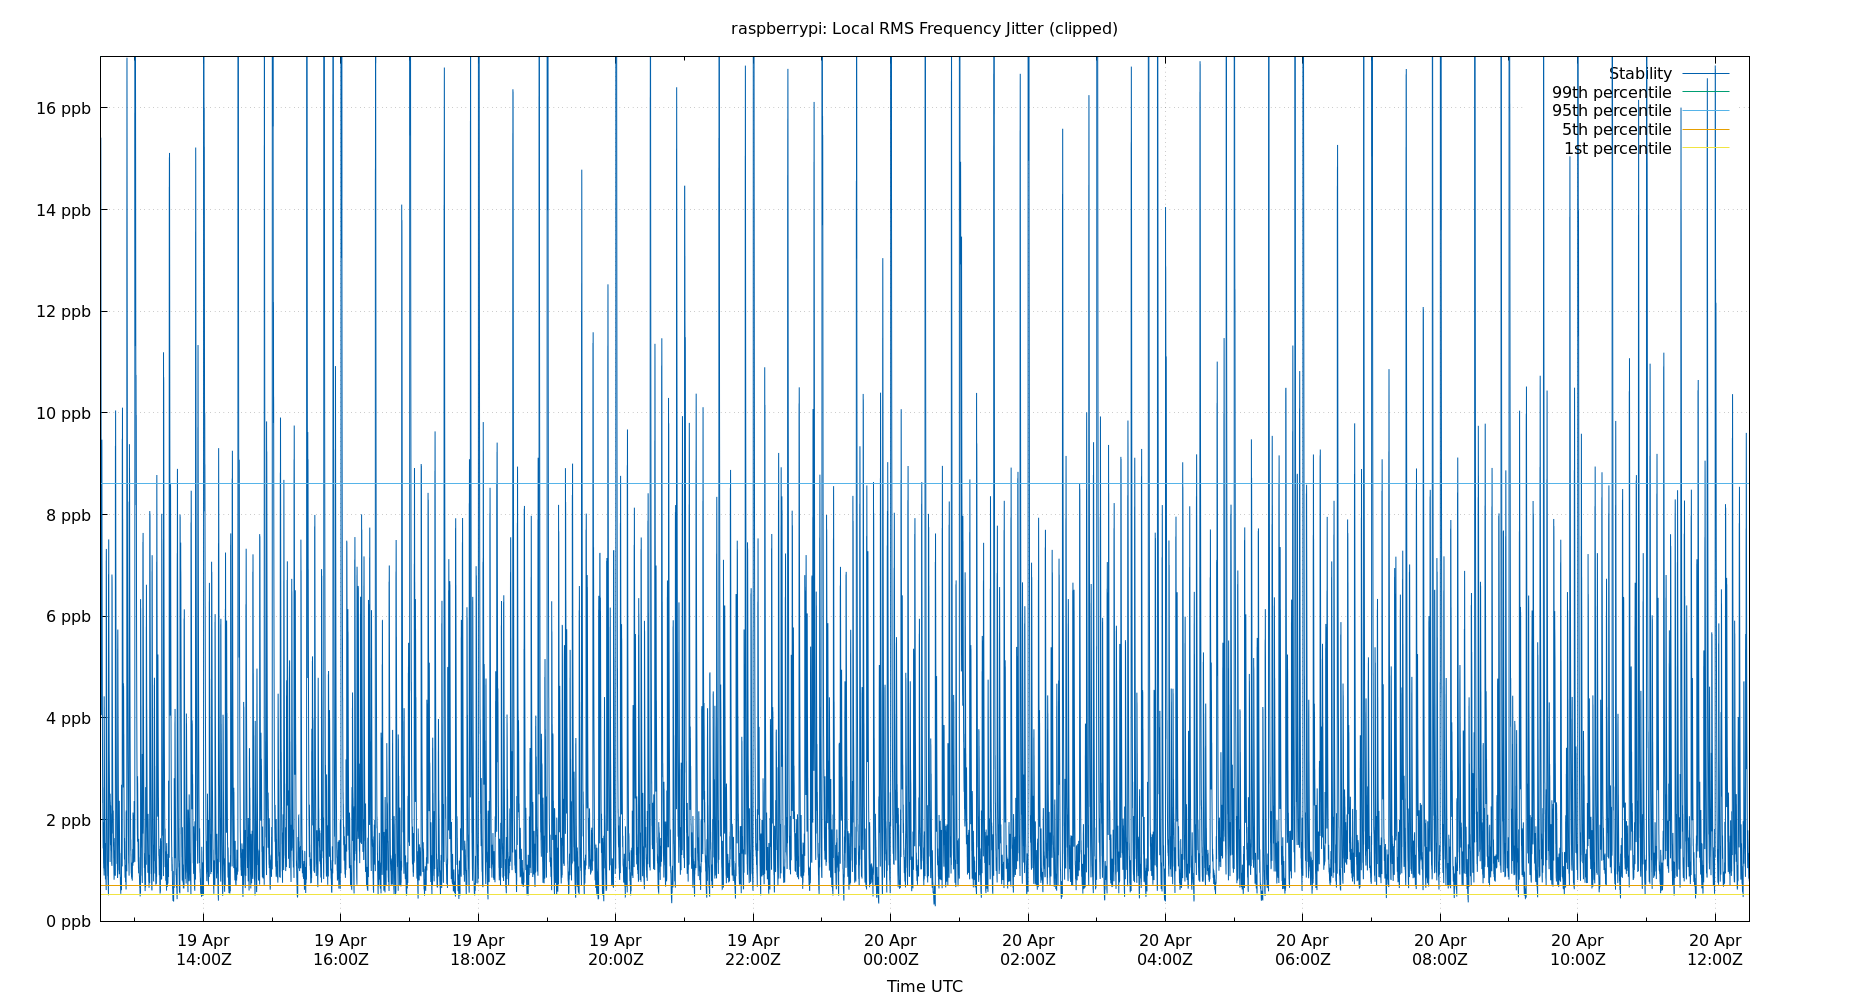 raspberrypi: Local RMS Frequency Jitter (clipped)
Stability
99th percentile
95th percentile
5th percentile
1st percentile
16 ppb
14 ppb
12 ppb
10 ppb
8 ppb
6 ppb
4 ppb
2 ppb
0 ppb
19 Apr 19 Apr 19 Apr 19 Apr 19 Apr 20 Apr 20 Apr 20 Apr 20 Apr 20 Apr 20 Apr 20 Apr
14:00Z 16:00Z 18:00Z 20:00Z 22:00Z 00:00Z 02:00Z 04:00Z 06:00Z 08:00Z 10:00Z 12:00Z
Time UTC